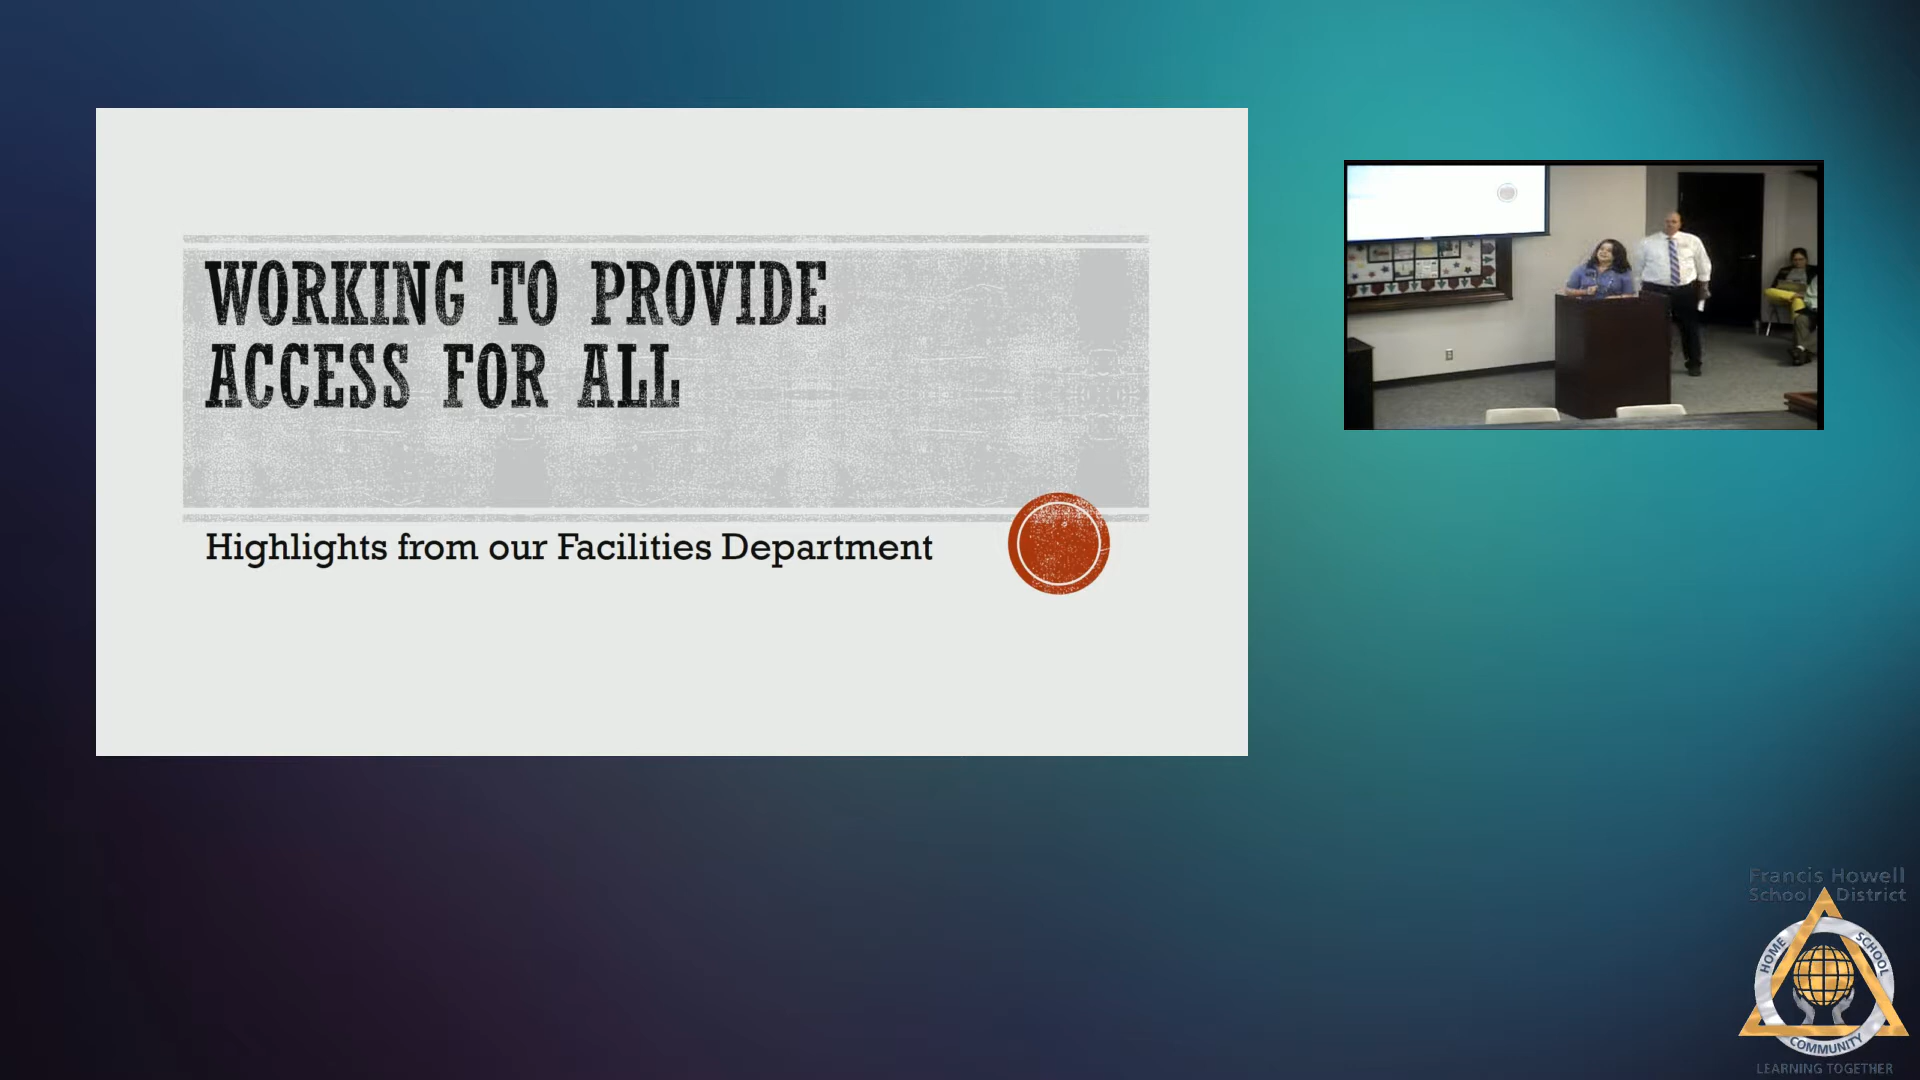 WORKING TO PROVIDE
ACCESS FOR ALL
Highlights from our Facilities Department
Francis Howell
School District
HOME
SCHOOL
COMMUNITY
LEARNING TOGETHER